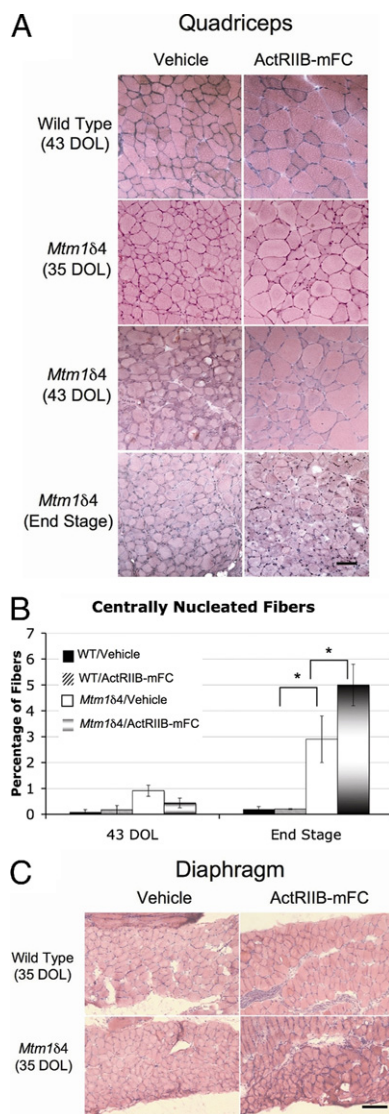 A
Quadriceps
Vehicle
ActRIIB-mFC
Wild Type
(43 DOL)
Mtm1δ4
(35 DOL)
Mtm1δ4
(43 DOL)
Mtm1δ4
(End Stage)
B
Centrally Nucleated Fibers
Percentage of Fibers
7
6
5
4
3
2
1
0
WT/Vehicle
WT/ActRIIB-mFC
Mtm1δ4/Vehicle
Mtm1δ4/ActRIIB-mFC
*
*
43 DOL
End Stage
C
Diaphragm
Vehicle
ActRIIB-mFC
Wild Type
(35 DOL)
Mtm1δ4
(35 DOL)